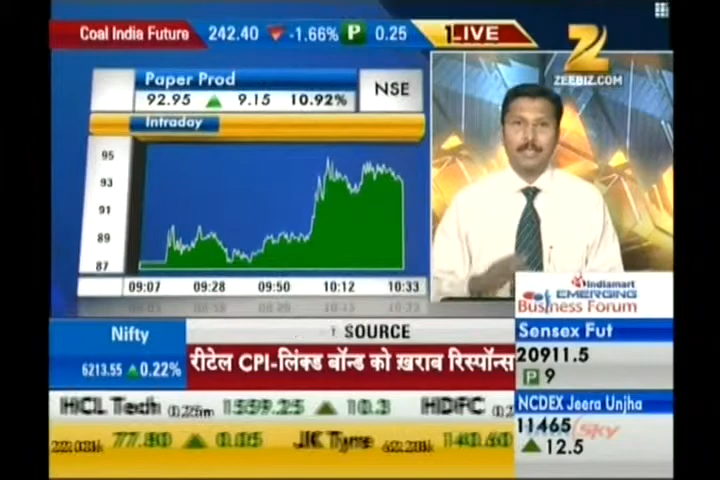 Coal India Future 242.40 -1.66% P 0.25
LIVE
ZEEBIZ.COM
Paper Prod
92.95 9.15 10.92%
NSE
Intraday
95
93
91
89
87
09:07 09:28 09:50 10:12 10:33
Indiamart
EMERGING
Business Forum
Nifty
6213.55 0.22%
SOURCE
रीटेल CPI-लिंक्ड बॉन्ड को ख़राब रिस्पॉन्स
Sensex Fut
20911.5
P 9
NCDEX Jeera Unjha
11465
12.5
sky
HCL Tech 1559.25 10.3 HDFC
77.80 0.05 JK Tyre 140.60